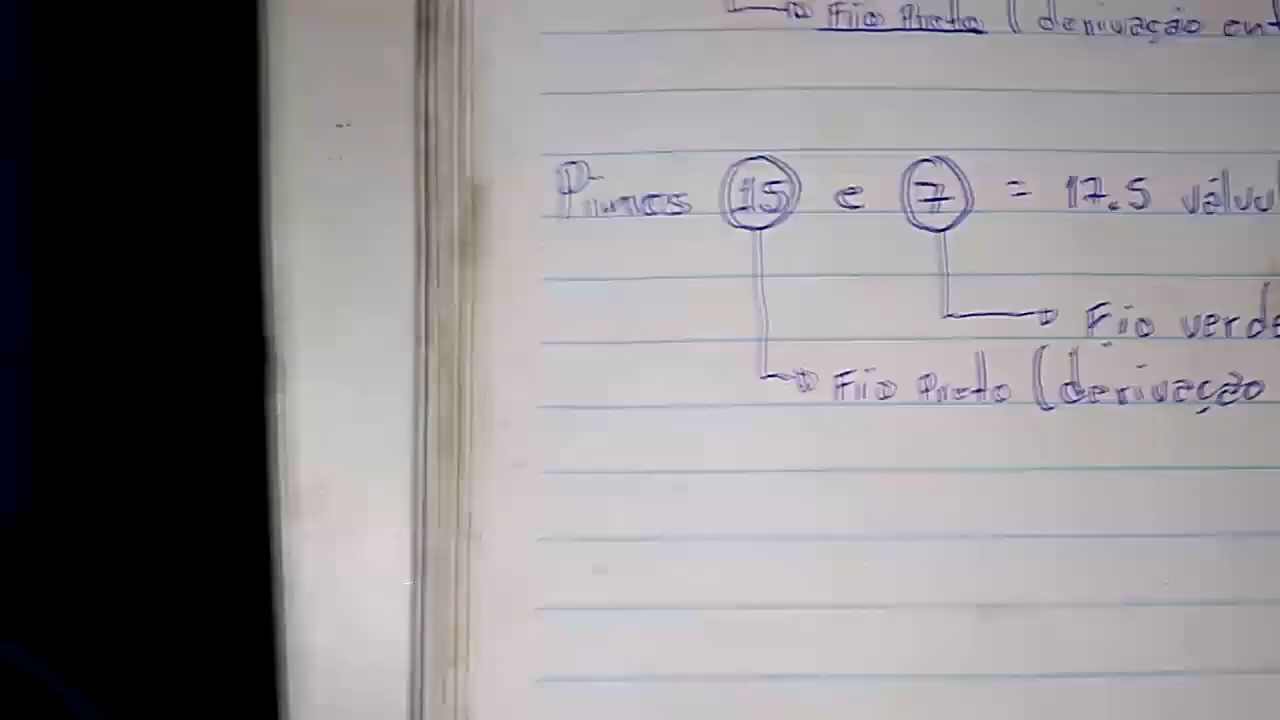 Fio Preto (derivação ent
Pinos 15 e 7 = 17.5 válvul
Fio verde
Fio Preto (derivação